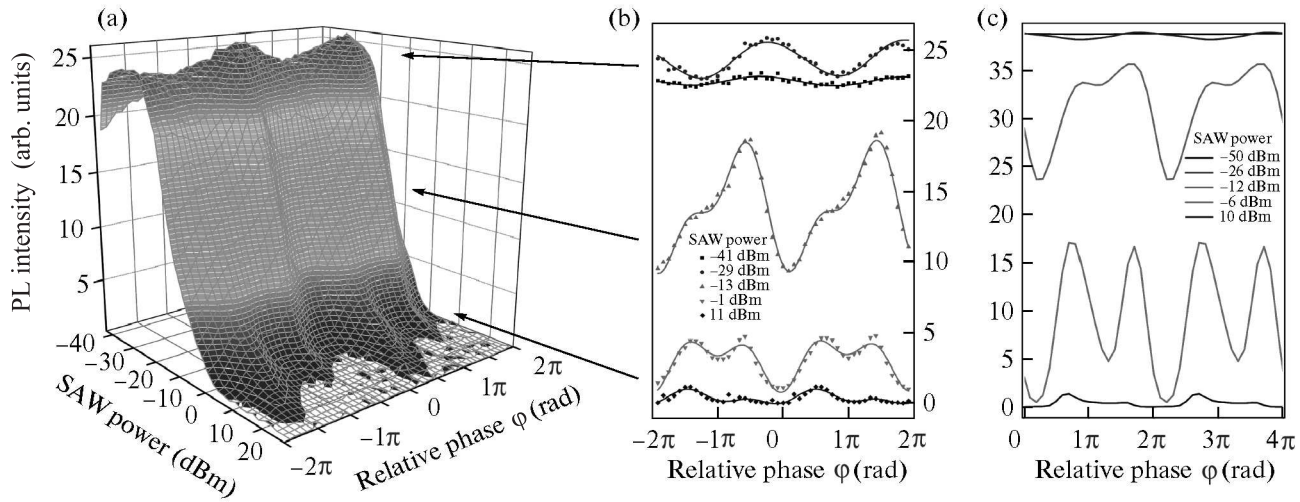 (a)
PL intensity (arb. units)
25
20
15
10
5
−40
−30
−20
−10
0
10
20
SAW power (dBm)
−2π
−1π
0
1π
2π
Relative phase φ (rad)
(b)
SAW power
−41 dBm
−29 dBm
−13 dBm
−1 dBm
11 dBm
25
20
15
10
5
0
−2π −1π 0 1π 2π
Relative phase φ (rad)
(c)
40
35
30
25
20
15
10
5
0
SAW power
−50 dBm
−26 dBm
−12 dBm
−6 dBm
10 dBm
0 1π 2π 3π 4π
Relative phase φ (rad)